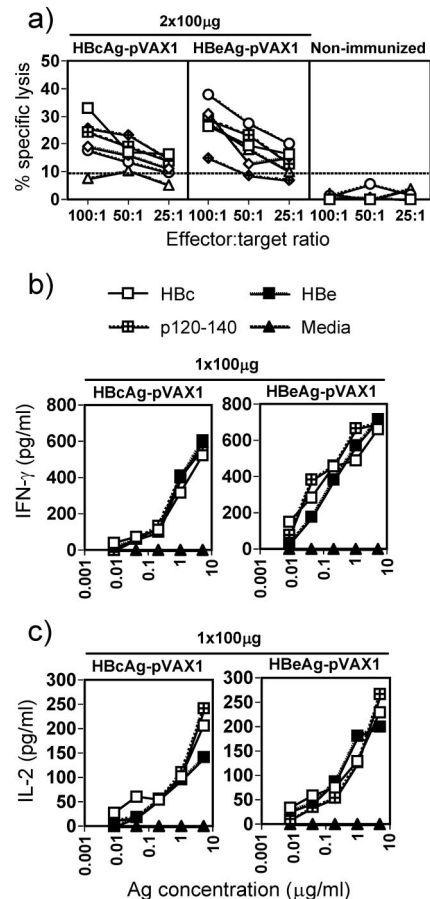 a)
2x100µg
HBcAg-pVAX1 HBeAg-pVAX1 Non-immunized
% specific lysis
50
40
30
20
10
0
100:1 50:1 25:1 100:1 50:1 25:1 100:1 50:1 25:1
Effector:target ratio
b)
HBc HBe
p120-140 Media
1x100µg
HBcAg-pVAX1 HBeAg-pVAX1
IFN-γ (pg/ml)
800 800
600 600
400 400
200 200
0 0
0.001 0.01 0.1 1 10 0.001 0.01 0.1 1 10
c)
1x100µg
HBcAg-pVAX1 HBeAg-pVAX1
IL-2 (pg/ml)
300 300
250 250
200 200
150 150
100 100
50 50
0 0
0.001 0.01 0.1 1 10 0.001 0.01 0.1 1 10
Ag concentration (µg/ml)